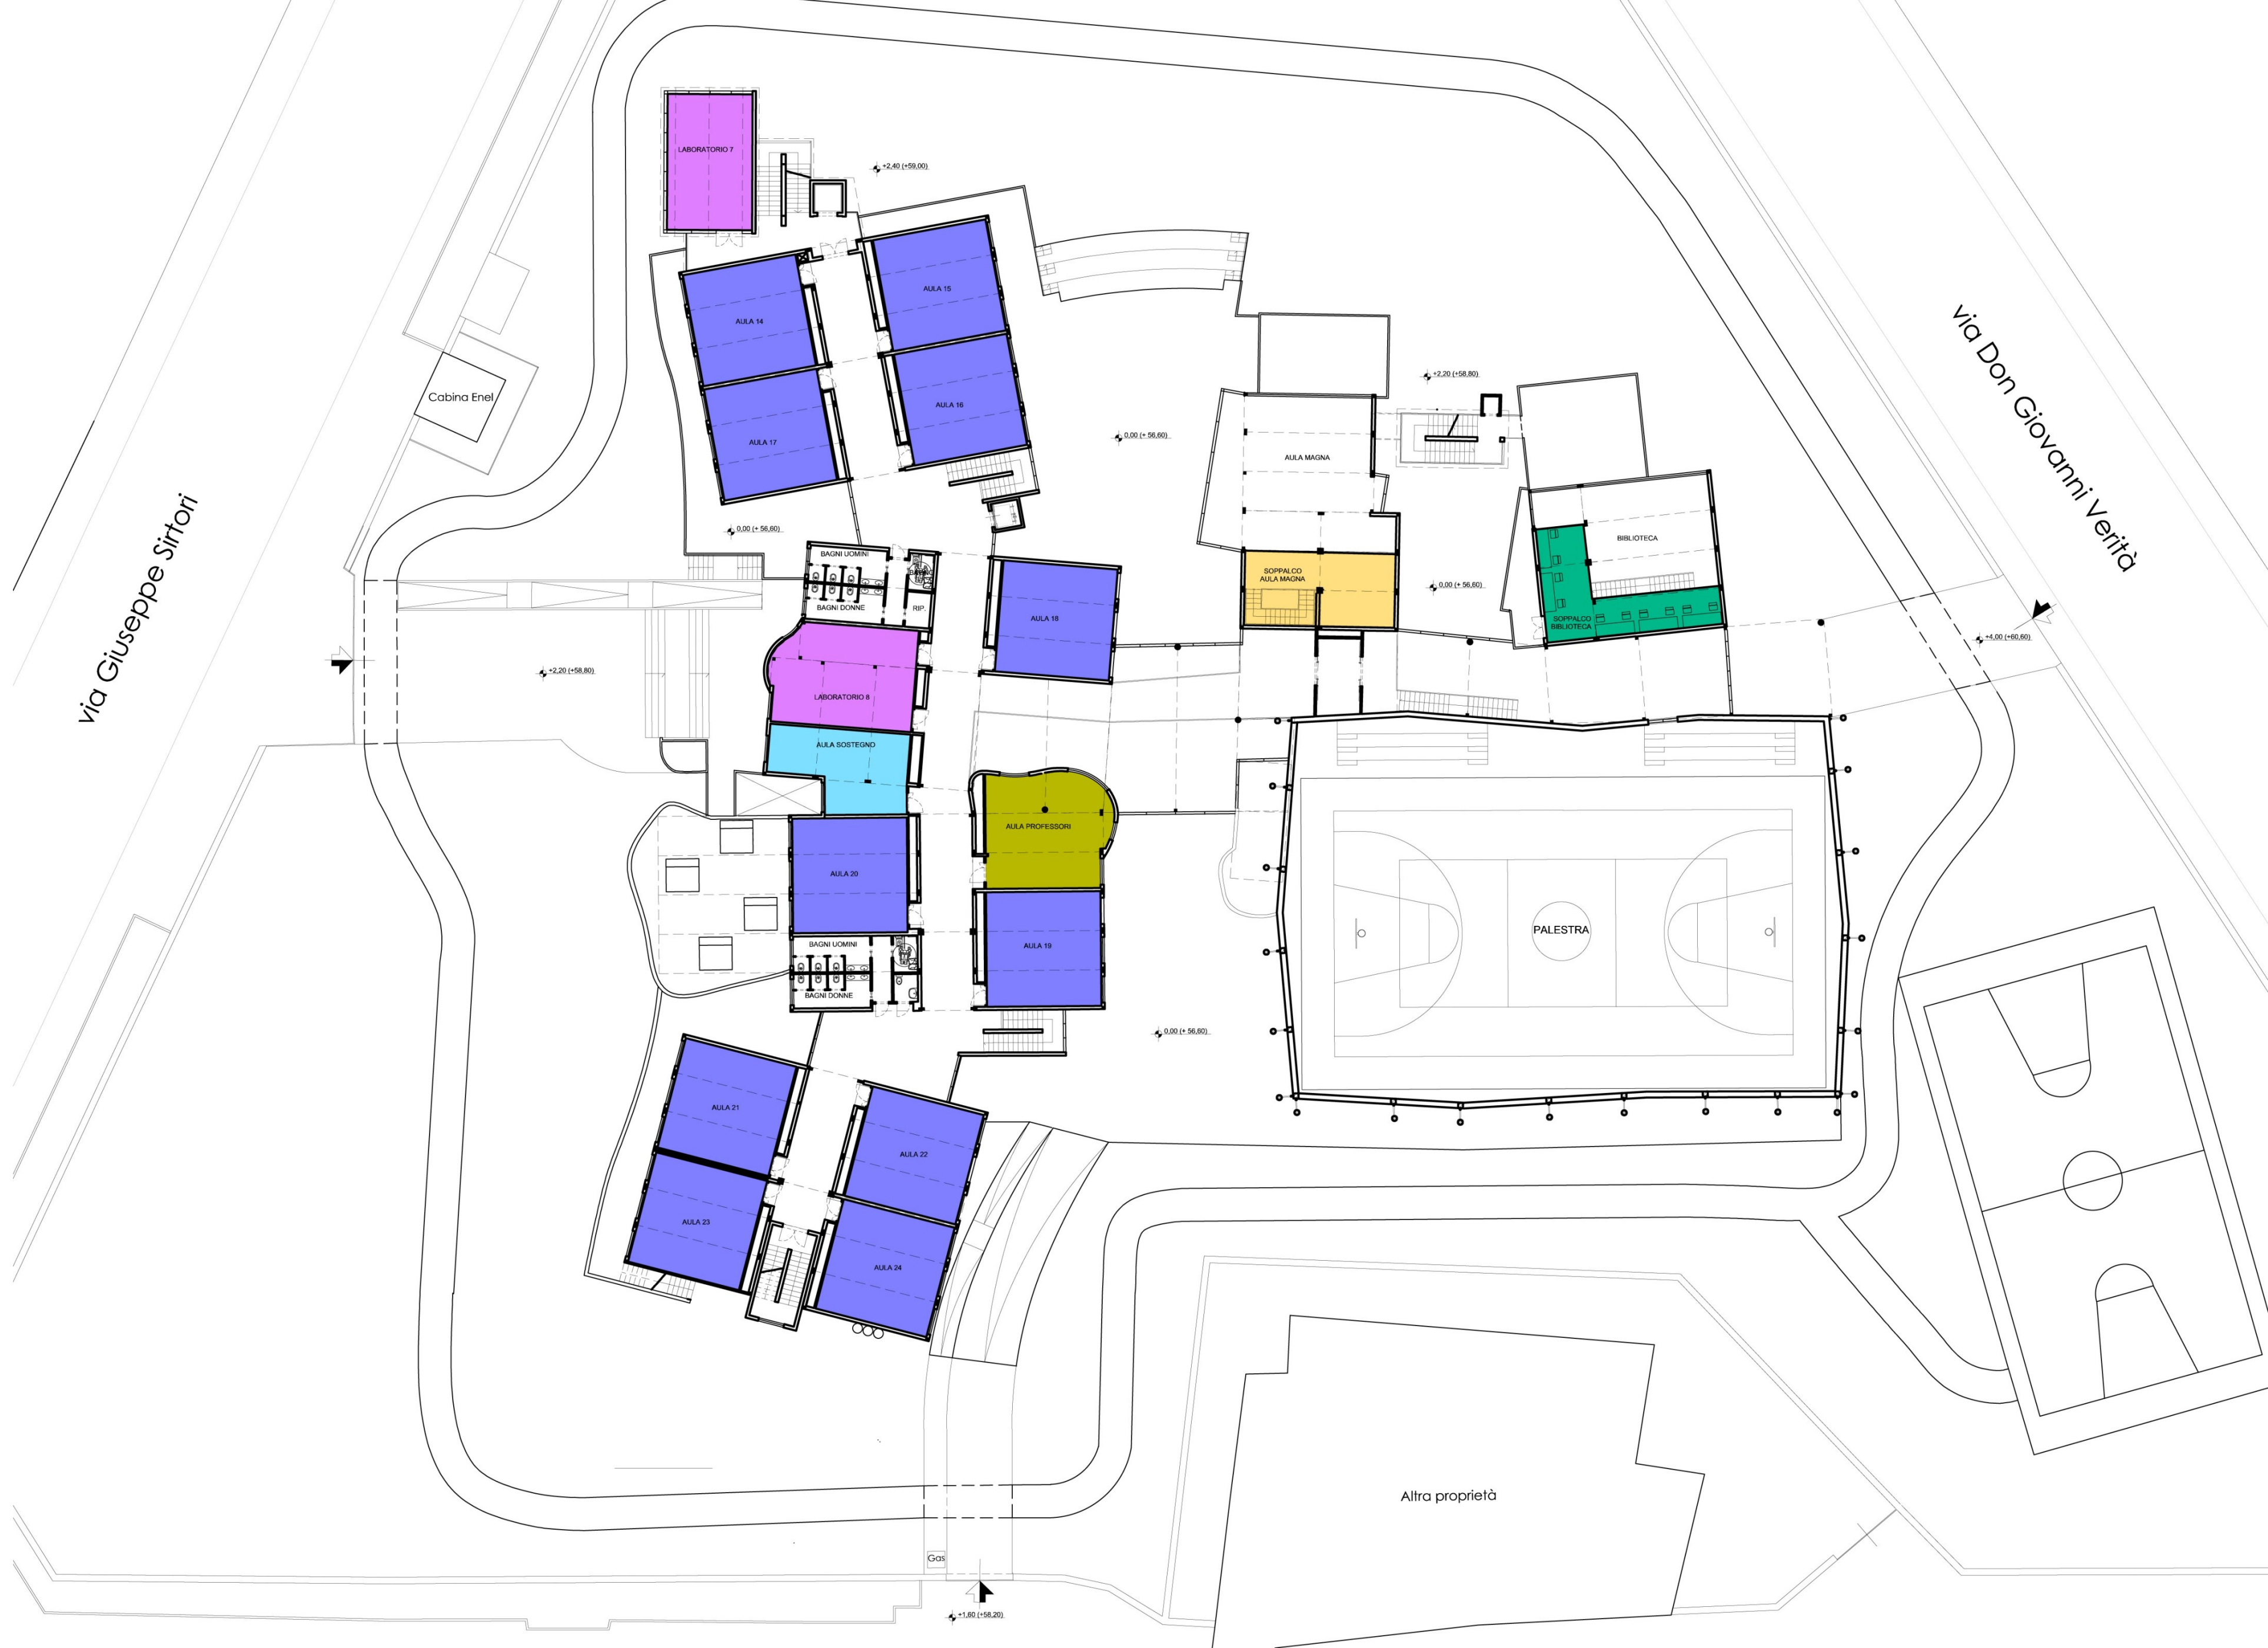 LABORATORIO 7
+2,40 (+59,00)
AULA 15
AULA 14
via Don Giovanni Verità
+2,20 (+58,80)
Cabina Enel
AULA 16
AULA 17
0,00 (+ 56,60)
AULA MAGNA
via Giuseppe Sirtori
0,00 (+ 56,60)
BIBLIOTECA
BAGNI UOMINI
SOPPALCO
AULA MAGNA
0,00 (+ 56,60)
BAGNI DONNE
RIP.
AULA 18
SOPPALCO
BIBLIOTECA
+4,00 (+60,60)
+2,20 (+58,80)
LABORATORIO 8
AULA SOSTEGNO
AULA PROFESSORI
AULA 20
PALESTRA
BAGNI UOMINI
AULA 19
BAGNI DONNE
0,00 (+ 56,60)
AULA 21
AULA 22
AULA 23
AULA 24
Altra proprietà
Gas
+1,60 (+58,20)